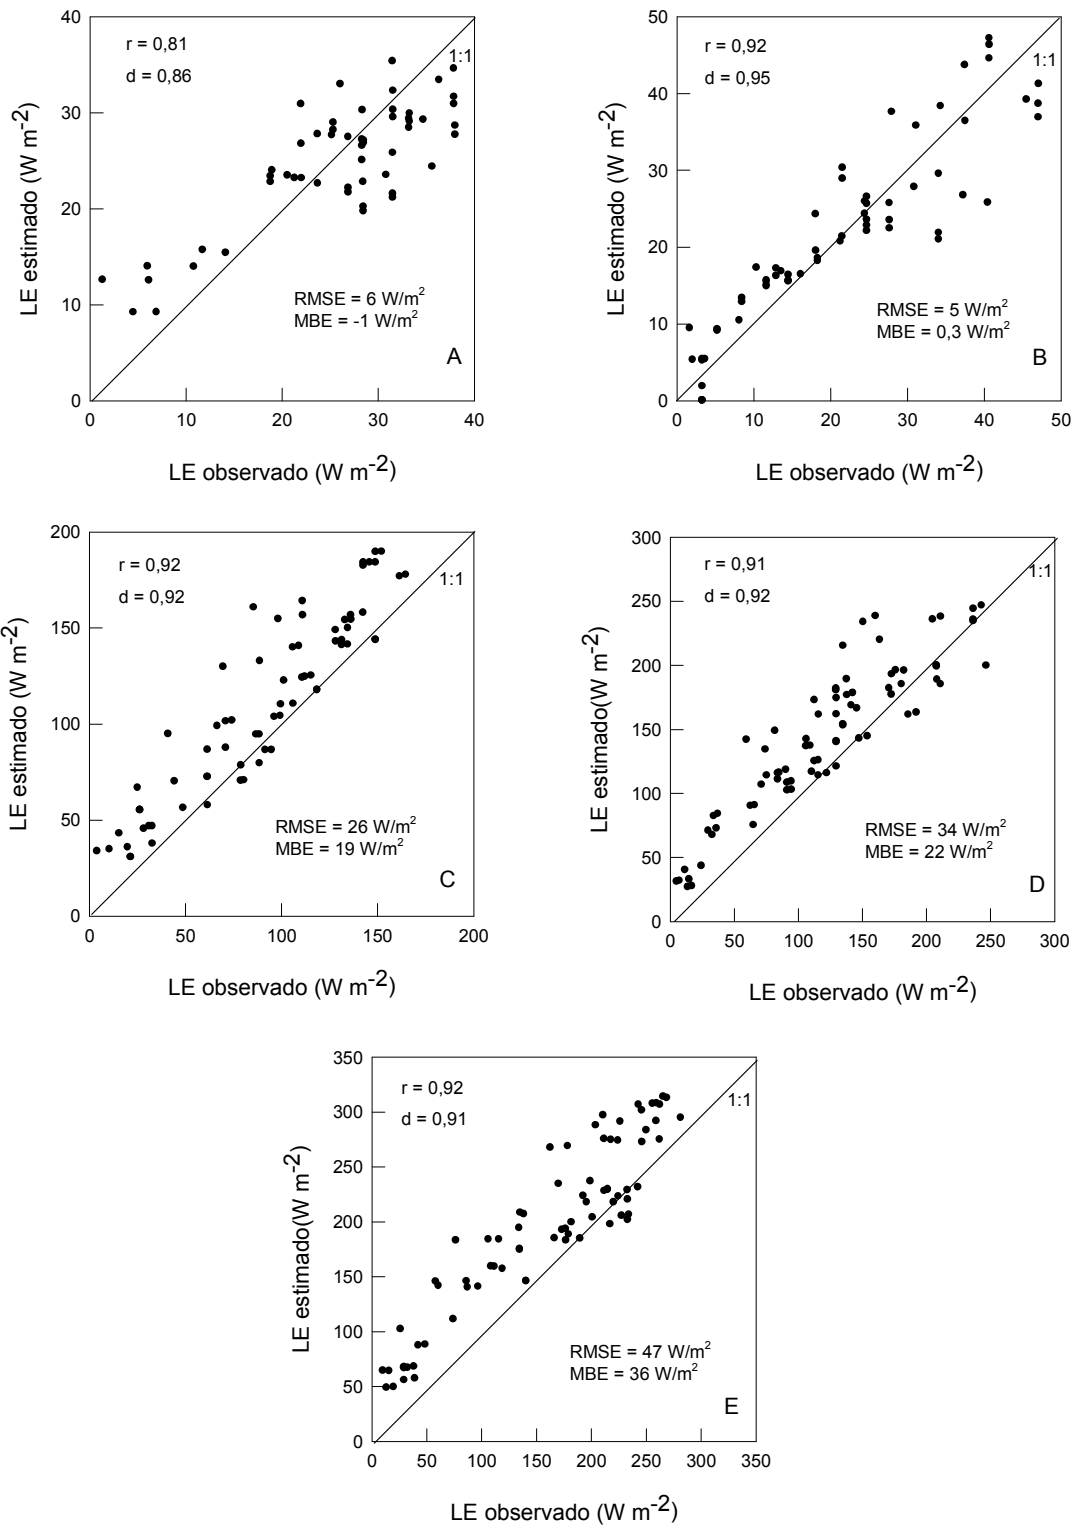 40
30
20
10
0
LE estimado (W m-2)
r = 0,81
d = 0,86
1:1
RMSE = 6 W/m2
MBE = -1 W/m2
A
0 10 20 30 40
LE observado (W m-2)
50
40
30
20
10
0
LE estimado (W m-2)
r = 0,92
d = 0,95
1:1
RMSE = 5 W/m2
MBE = 0,3 W/m2
B
0 10 20 30 40 50
LE observado (W m-2)
200
150
100
50
0
LE estimado (W m-2)
r = 0,92
d = 0,92
1:1
RMSE = 26 W/m2
MBE = 19 W/m2
C
0 50 100 150 200
LE observado (W m-2)
300
250
200
150
100
50
0
LE estimado(W m-2)
r = 0,91
d = 0,92
1:1
RMSE = 34 W/m2
MBE = 22 W/m2
D
0 50 100 150 200 250 300
LE observado (W m-2)
350
300
250
200
150
100
50
0
LE estimado(W m-2)
r = 0,92
d = 0,91
1:1
RMSE = 47 W/m2
MBE = 36 W/m2
E
0 50 100 150 200 250 300 350
LE observado (W m-2)